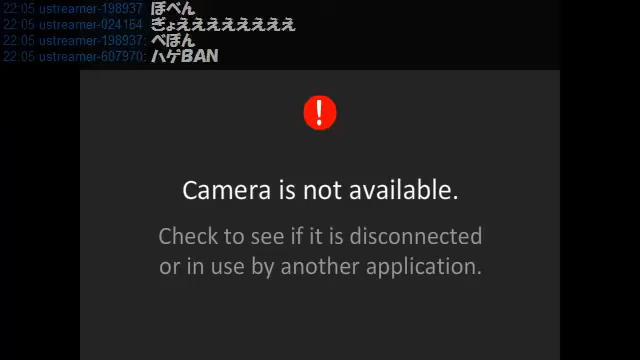 22:05 ustreamer-198937: ぽぺん
22:05 ustreamer-024164: ぎょええええええええ
22:05 ustreamer-198937: ぺぽん
22:05 ustreamer-607970: ハゲBAN
!
Camera is not available.
Check to see if it is disconnected
or in use by another application.